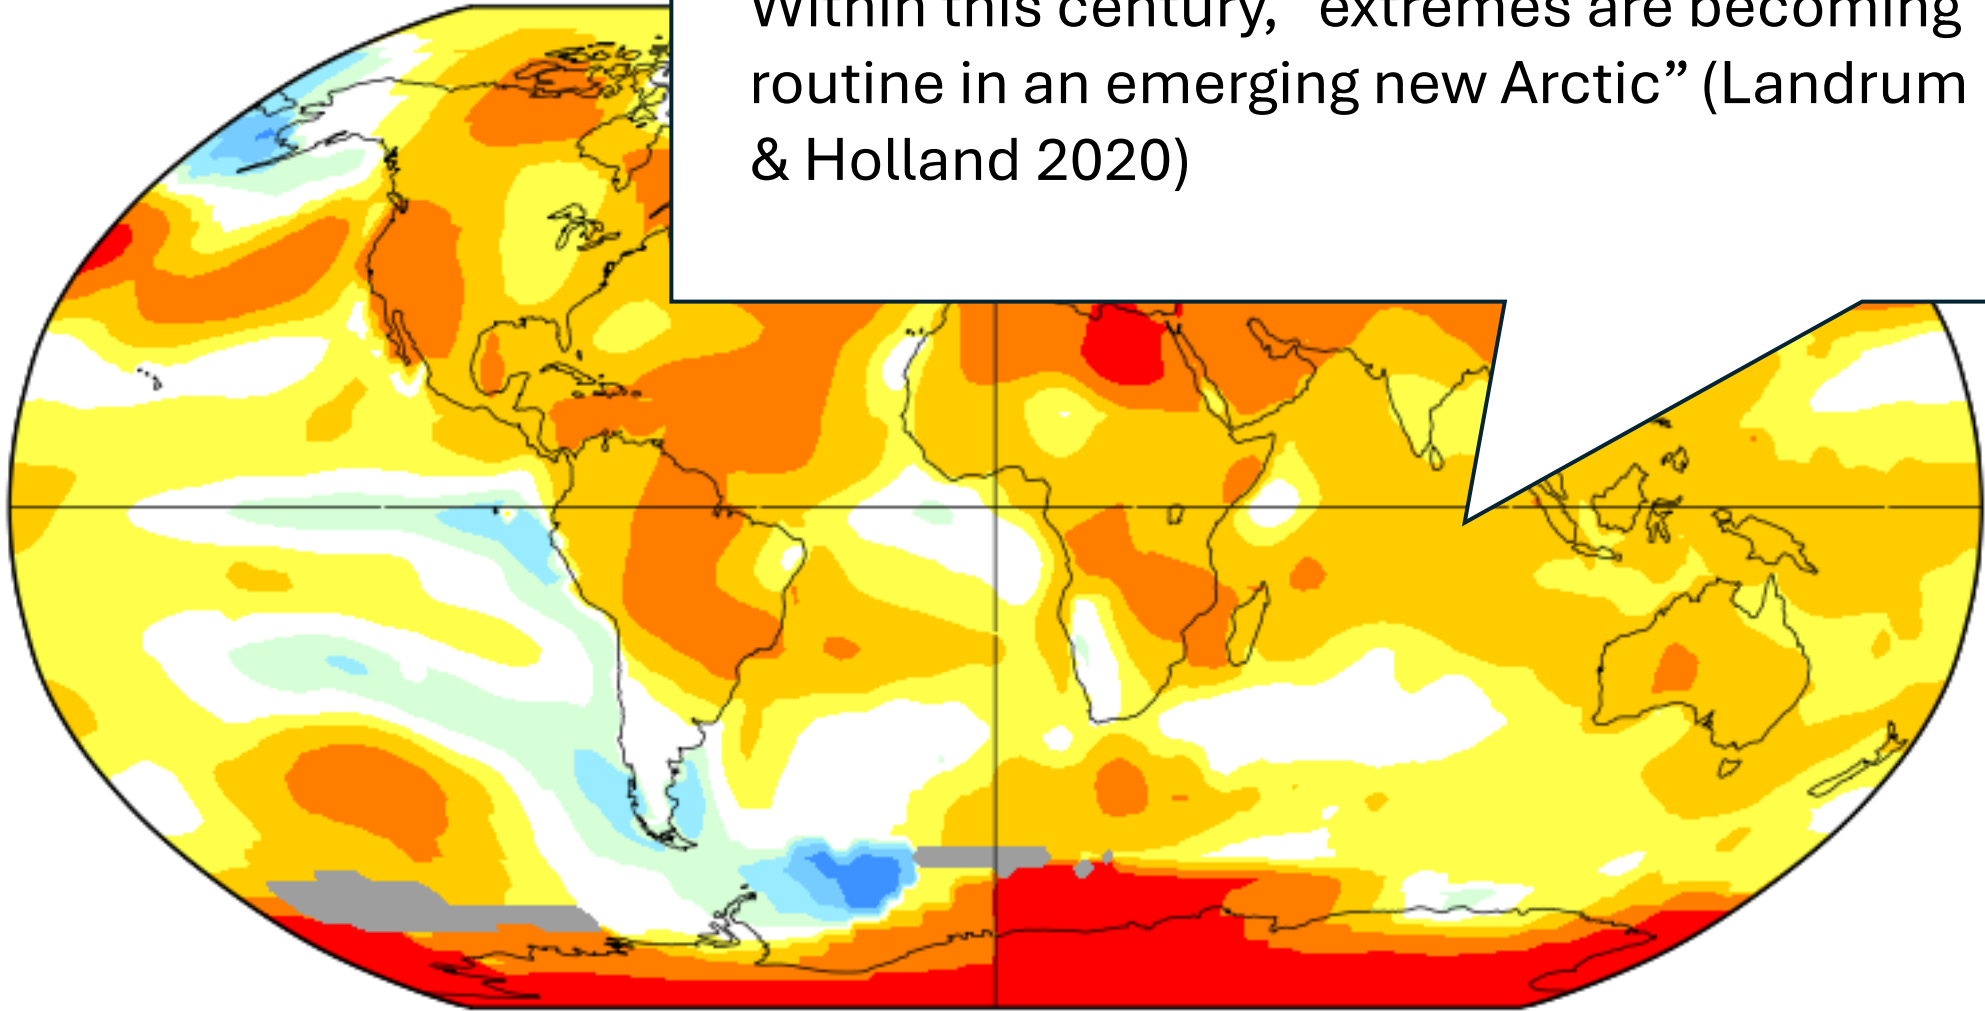 Within this century, “extremes are becoming
routine in an emerging new Arctic” (Landrum
& Holland 2020)